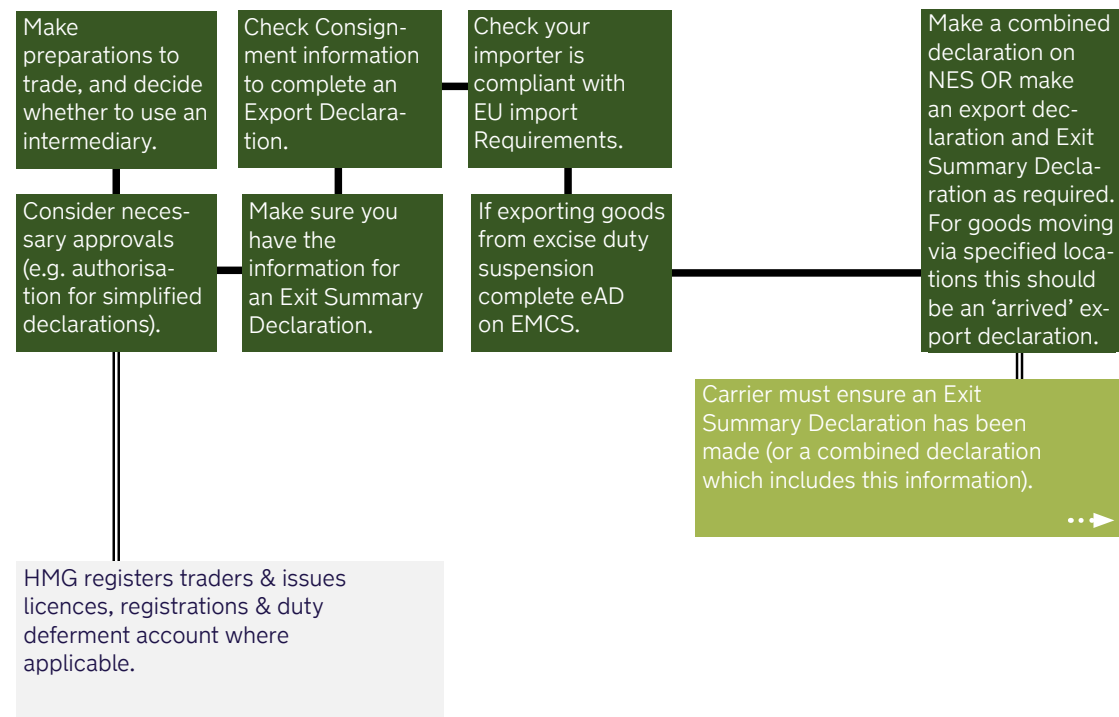 Make
preparations to
trade, and decide
whether to use an
intermediary.
Consider neces-
sary approvals
(e.g. authorisa-
tion for simplified
declarations).
Make sure you
have the
information for
an Exit Summary
Declaration.
Check Consign-
ment information
to complete an
Export Declara-
tion.
Check your
importer is
compliant with
EU import
Requirements.
If exporting goods
from excise duty
suspension
complete eAD
on EMCS.
Make a combined
declaration on
NES OR make
an export dec-
laration and Exit
Summary Decla-
ration as required.
For goods moving
via specified loca-
tions this should
be an ‘arrived’ ex-
port declaration.
Carrier must ensure an Exit
Summary Declaration has been
made (or a combined declaration
which includes this information).
HMG registers traders & issues
licences, registrations & duty
deferment account where
applicable.